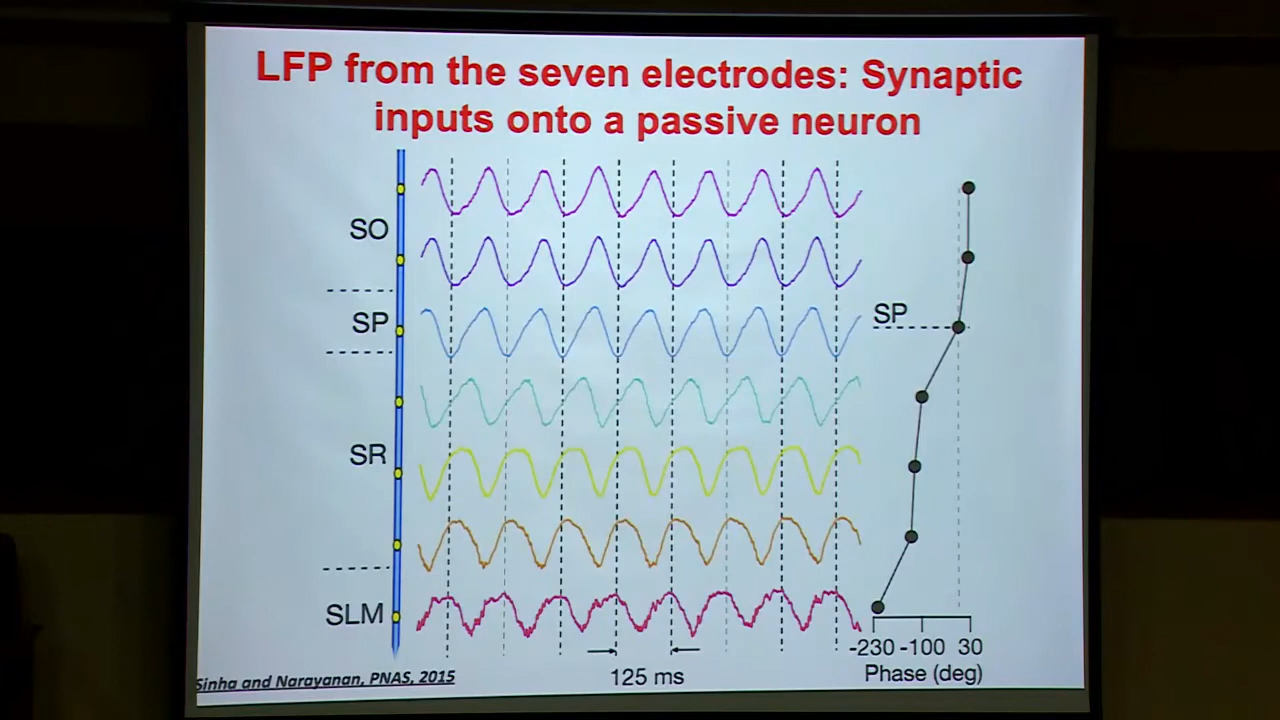 LFP from the seven electrodes: Synaptic
inputs onto a passive neuron
SO
SP
SP
SR
SLM
-230 -100 30
Phase (deg)
125 ms
Sinha and Narayanan, PNAS, 2015